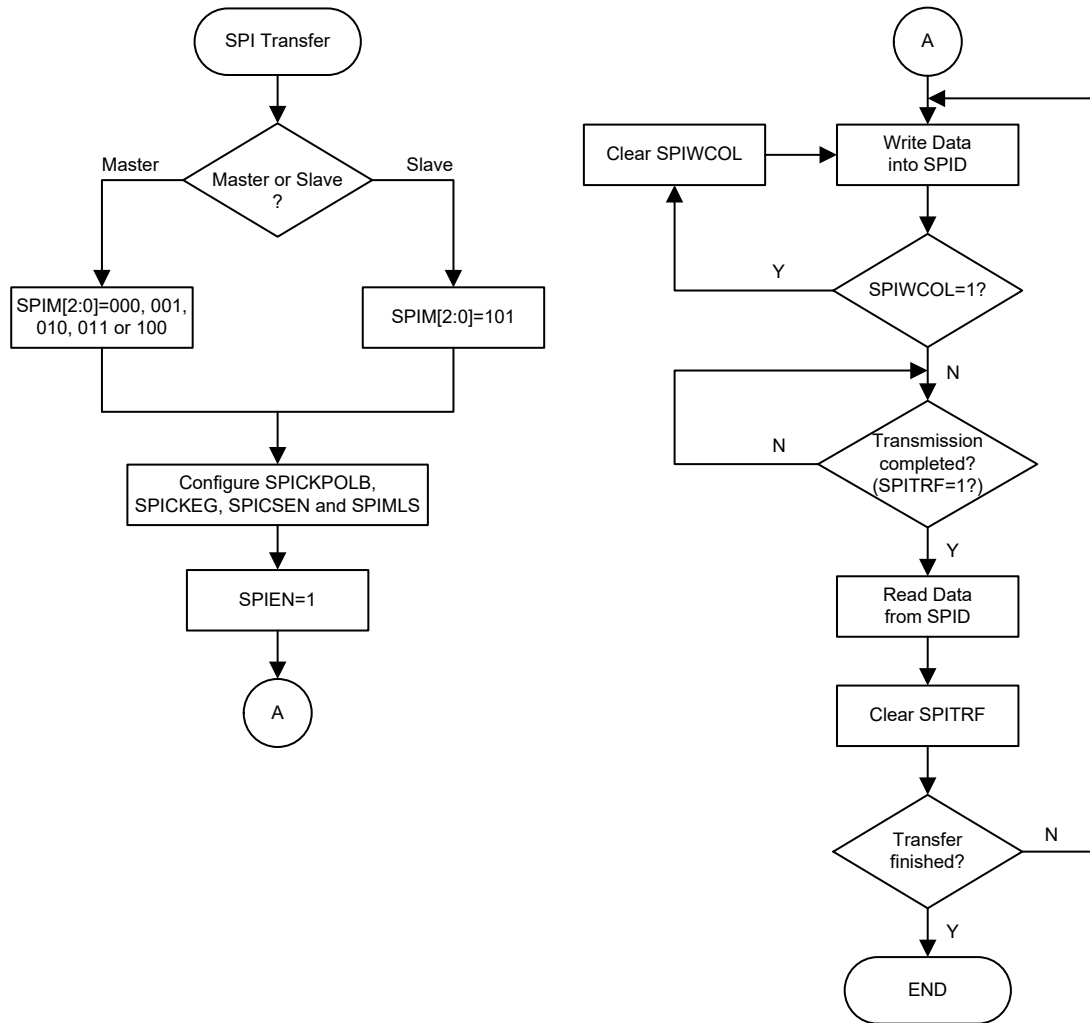 SPI Transfer
Master
Slave
Master or Slave
?
SPIM[2:0]=000, 001,
010, 011 or 100
SPIM[2:0]=101
Configure SPICKPOLB,
SPICKEG, SPICSEN and SPIMLS
SPIEN=1
A
A
Clear SPIWCOL
Write Data
into SPID
Y
SPIWCOL=1?
N
N
Transmission
completed?
(SPITRF=1?)
Y
Read Data
from SPID
Clear SPITRF
Transfer
finished?
N
Y
END